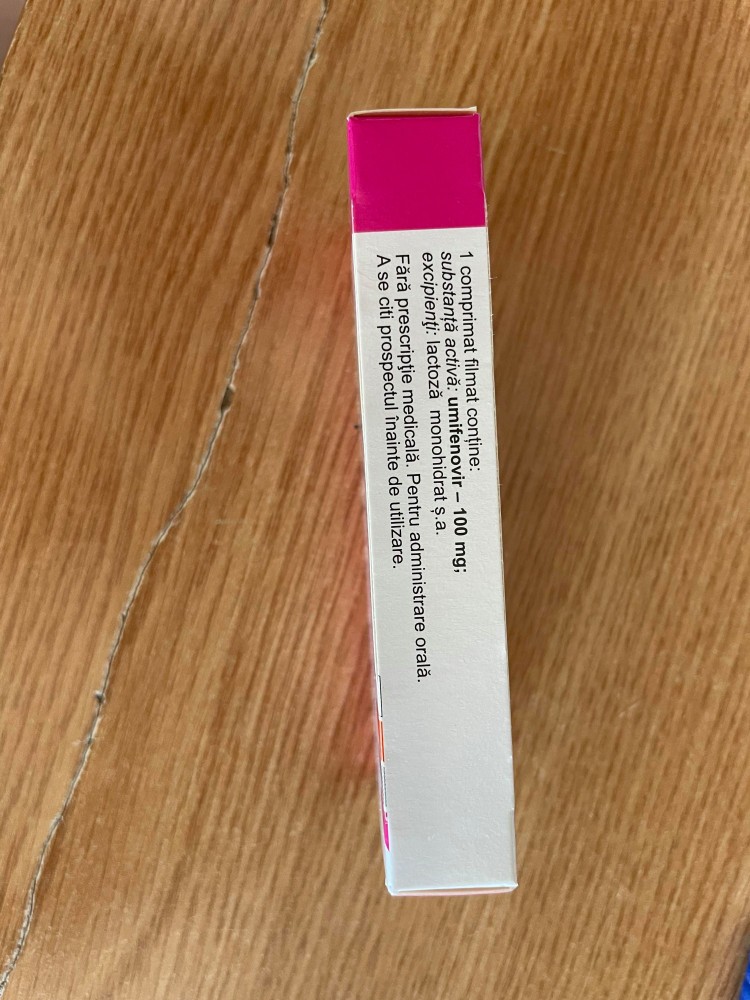 1 comprimat filmat conține:
substanță activă: umifenovir – 100 mg;
excipienți: lactoză monohidrat ș.a.
Fără prescripție medicală. Pentru administrare orală.
A se citi prospectul înainte de utilizare.